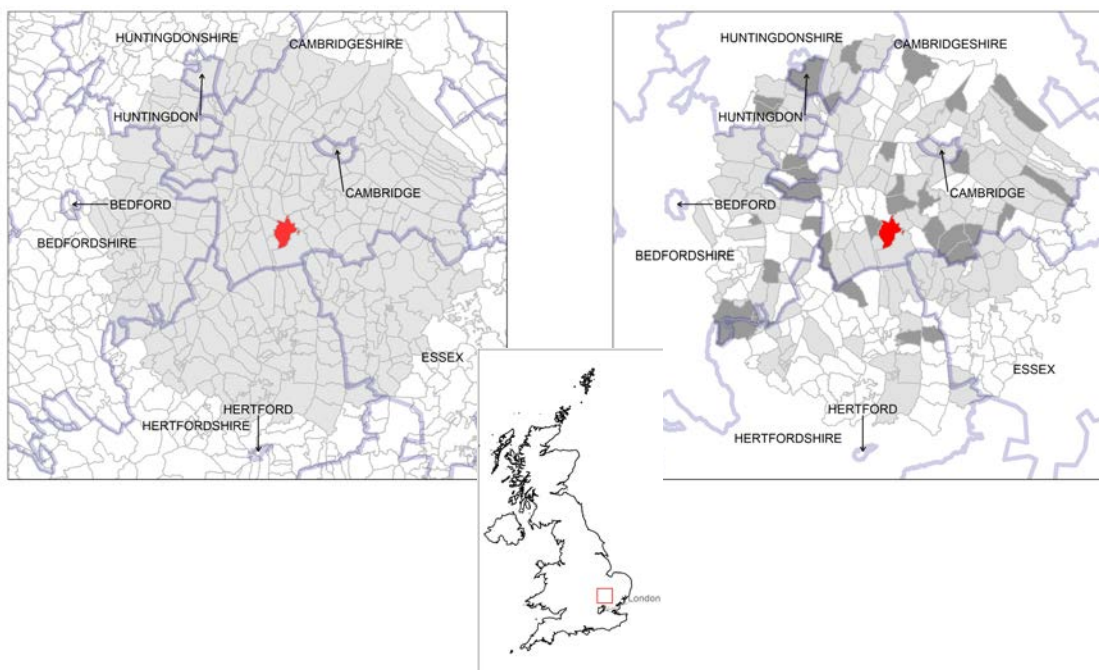 HUNTINGDONSHIRE
CAMBRIDGESHIRE
HUNTINGDON
CAMBRIDGE
BEDFORD
BEDFORDSHIRE
ESSEX
HERTFORD
HERTFORDSHIRE
HUNTINGDONSHIRE
CAMBRIDGESHIRE
HUNTINGDON
CAMBRIDGE
BEDFORD
BEDFORDSHIRE
ESSEX
HERTFORD
HERTFORDSHIRE
London